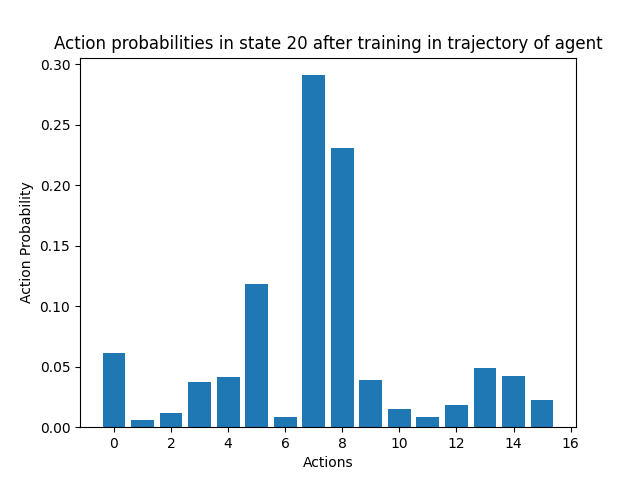 Action probabilities in state 20 after training in trajectory of agent
0.30
0.25
0.20
0.15
0.10
0.05
0.00
Action Probability
0 2 4 6 8 10 12 14 16
Actions